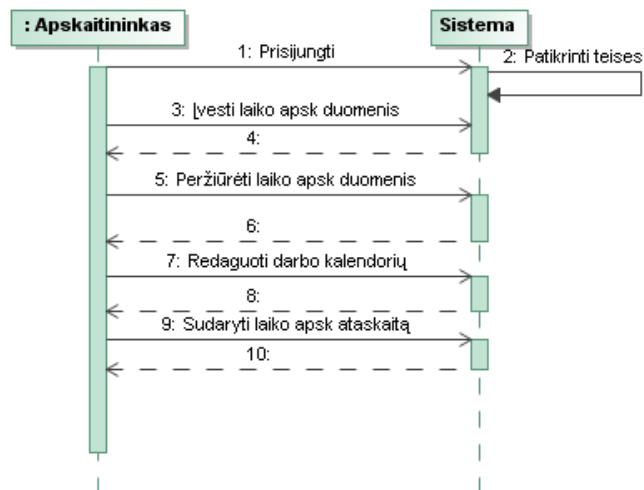 : Apskaitininkas
Sistema
1: Prisijungti
2: Patikrinti teises
3: Įvesti laiko apsk duomenis
4:
5: Peržiūrėti laiko apsk duomenis
6:
7: Redaguoti darbo kalendorių
8:
9: Sudaryti laiko apsk ataskaitą
10: